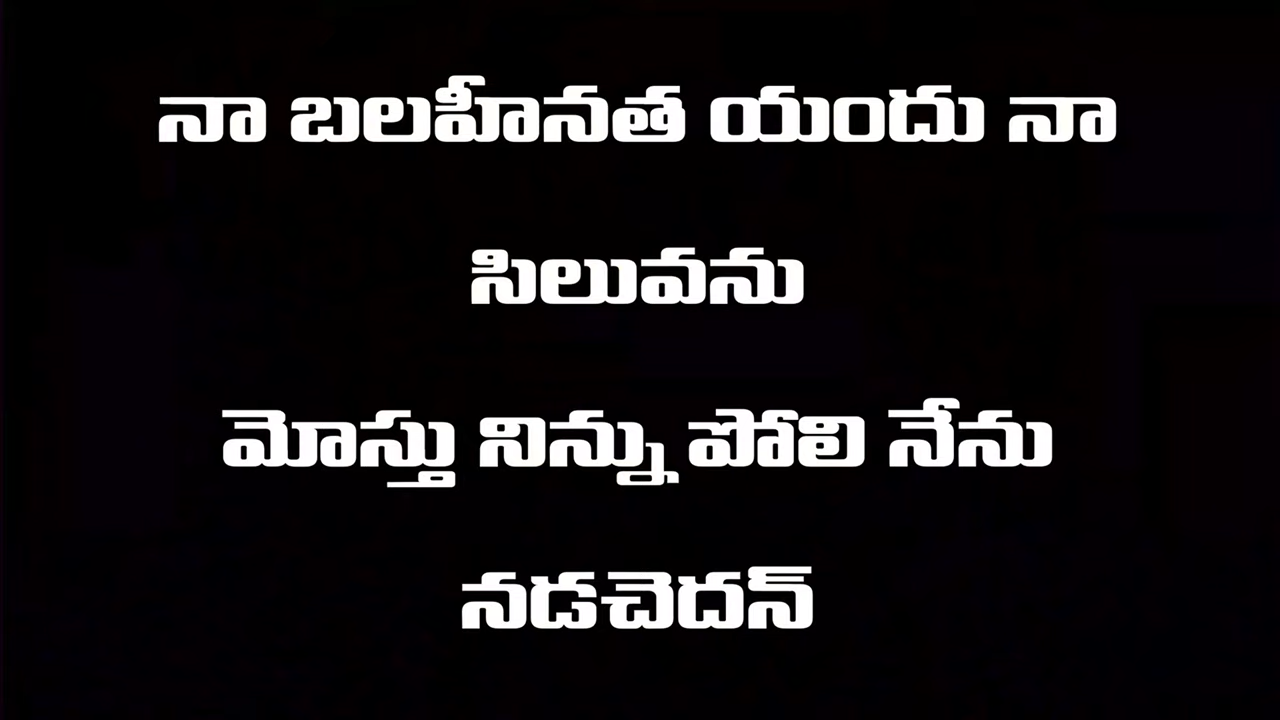 నా బలహీనత యందు నా
సిలువను
మోస్తు నిన్ను పోలి నేను
నడచెదన్